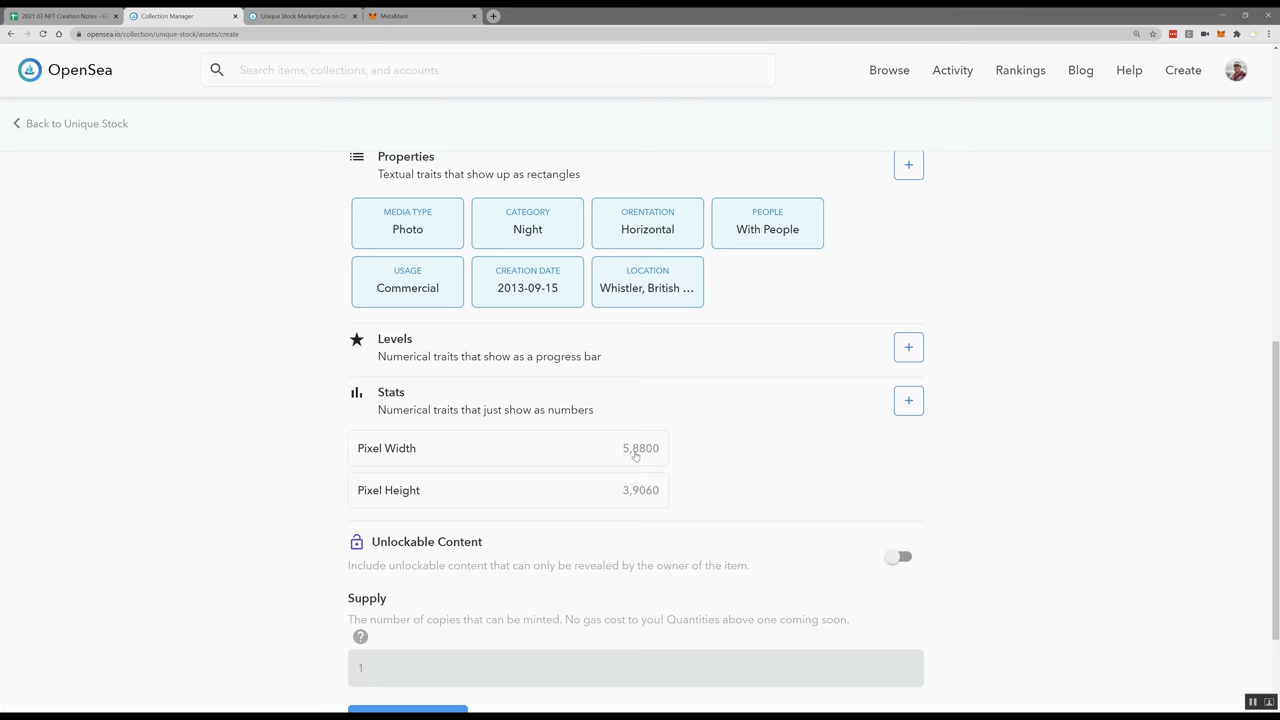 2021.03 NFT Creation Notes - G
Collection Manager
Unique Stock Marketplace on O
MetaMask
opensea.io/collection/unique-stock/assets/create
OpenSea
Search items, collections, and accounts
Browse
Activity
Rankings
Blog
Help
Create
Back to Unique Stock
Properties
Textual traits that show up as rectangles
MEDIA TYPE
Photo
CATEGORY
Night
ORENTATION
Horizontal
PEOPLE
With People
USAGE
Commercial
CREATION DATE
2013-09-15
LOCATION
Whistler, British ...
Levels
Numerical traits that show as a progress bar
Stats
Numerical traits that just show as numbers
Pixel Width
5,8800
Pixel Height
3,9060
Unlockable Content
Include unlockable content that can only be revealed by the owner of the item.
Supply
The number of copies that can be minted. No gas cost to you! Quantities above one coming soon.
?
1